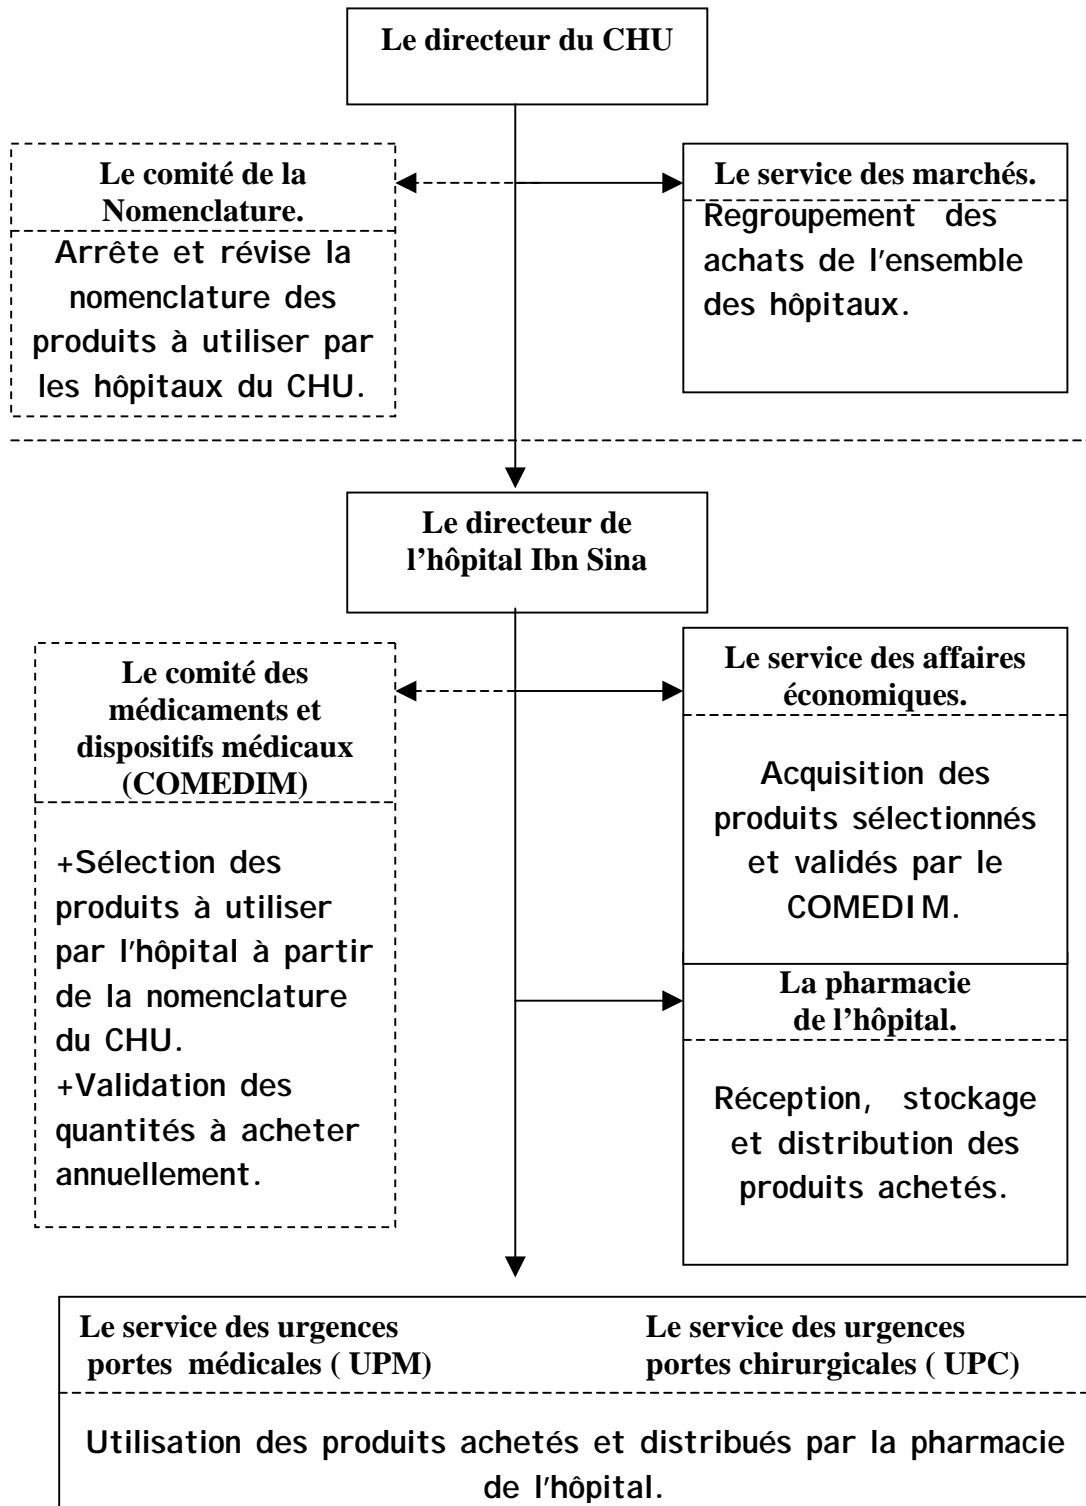 Le directeur du CHU
Le comité de la
Nomenclature.
Arrête et révise la
nomenclature des
produits à utiliser par
les hôpitaux du CHU.
Le service des marchés.
Regroupement des
achats de l'ensemble
des hôpitaux.
Le directeur de
l'hôpital Ibn Sina
Le comité des
médicaments et
dispositifs médicaux
(COMEDIM)
+Sélection des
produits à utiliser
par l'hôpital à partir
de la nomenclature
du CHU.
+Validation des
quantités à acheter
annuellement.
Le service des affaires
économiques.
Acquisition des
produits sélectionnés
et validés par le
COMEDIM.
La pharmacie
de l'hôpital.
Réception, stockage
et distribution des
produits achetés.
Le service des urgences
portes médicales ( UPM)
Le service des urgences
portes chirurgicales ( UPC)
Utilisation des produits achetés et distribués par la pharmacie
de l'hôpital.